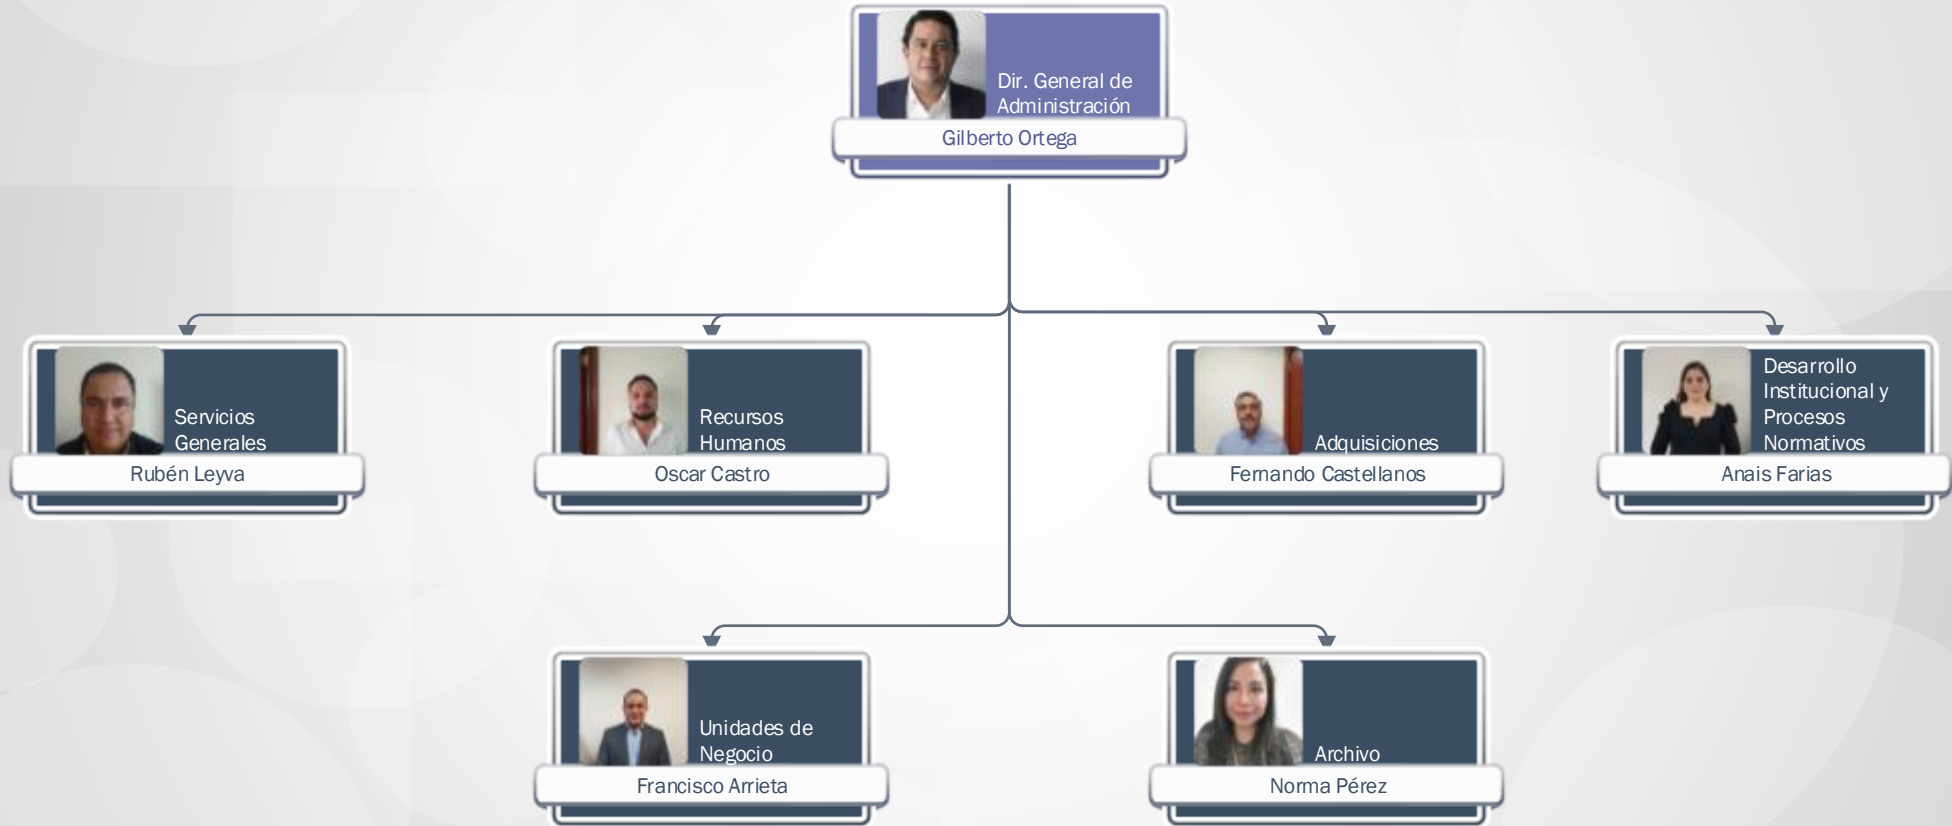 Dir. General de
Administración
Gilberto Ortega
Servicios
Generales
Rubén Leyva
Recursos
Humanos
Oscar Castro
Adquisiciones
Fernando Castellanos
Desarrollo
Institucional y
Procesos
Normativos
Anais Farias
Unidades de
Negocio
Francisco Arrieta
Archivo
Norma Pérez